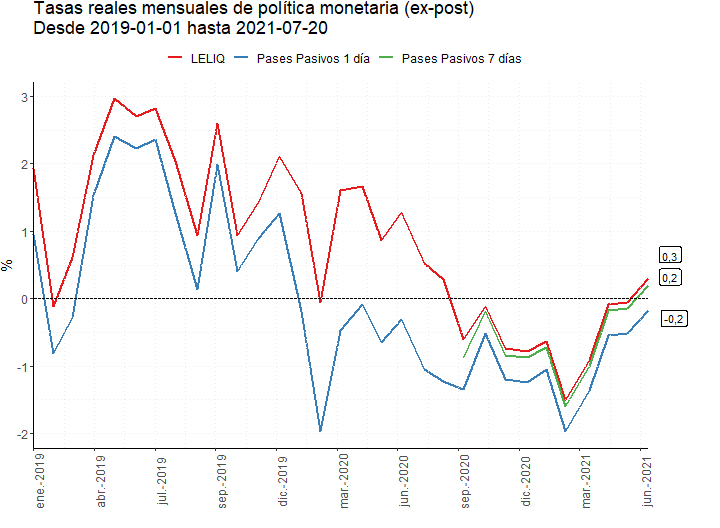 Tasas reales mensuales de política monetaria (ex-post)
Desde 2019-01-01 hasta 2021-07-20
LELIQ Pases Pasivos 1 día Pases Pasivos 7 días
3
2
1
0
-1
-2
%
0,3
0,2
-0,2
ene.-2019
abr.-2019
jul.-2019
sep.-2019
dic.-2019
mar.-2020
jun.-2020
sep.-2020
dic.-2020
mar.-2021
jun.-2021